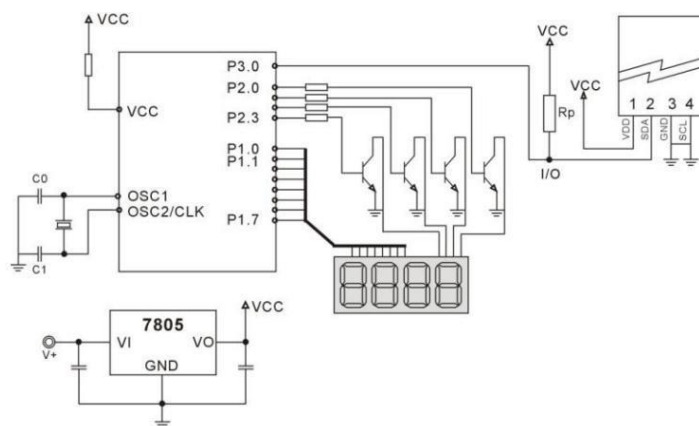 VCC
VCC
P3.0
P2.0
P2.3
P1.0
P1.1
P1.7
OSC1
OSC2/CLK
C0
C1
VCC
Rp
I/O
VCC
1 2 3 4
VDD
SDA
GND
SCL
7805
VI
VO
GND
V+
VCC